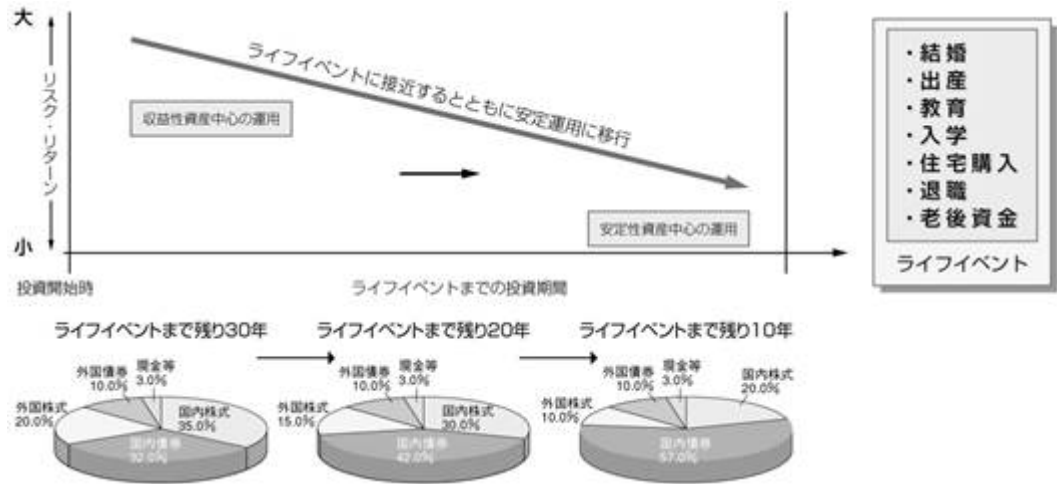 大
リスク・リターン
小
ライフイベントに接近するとともに安定運用に移行
収益性資産中心の運用
安定性資産中心の運用
投資開始時
ライフイベントまでの投資期間
・結婚
・出産
・教育
・入学
・住宅購入
・退職
・老後資金
ライフイベント
ライフイベントまで残り30年
外国債券
10.0%
現金等
3.0%
外国株式
20.0%
国内株式
35.0%
国内債券
32.0%
ライフイベントまで残り20年
外国債券
10.0%
現金等
3.0%
外国株式
15.0%
国内株式
30.0%
国内債券
42.0%
ライフイベントまで残り10年
外国債券
10.0%
現金等
3.0%
国内株式
20.0%
外国株式
10.0%
国内債券
57.0%